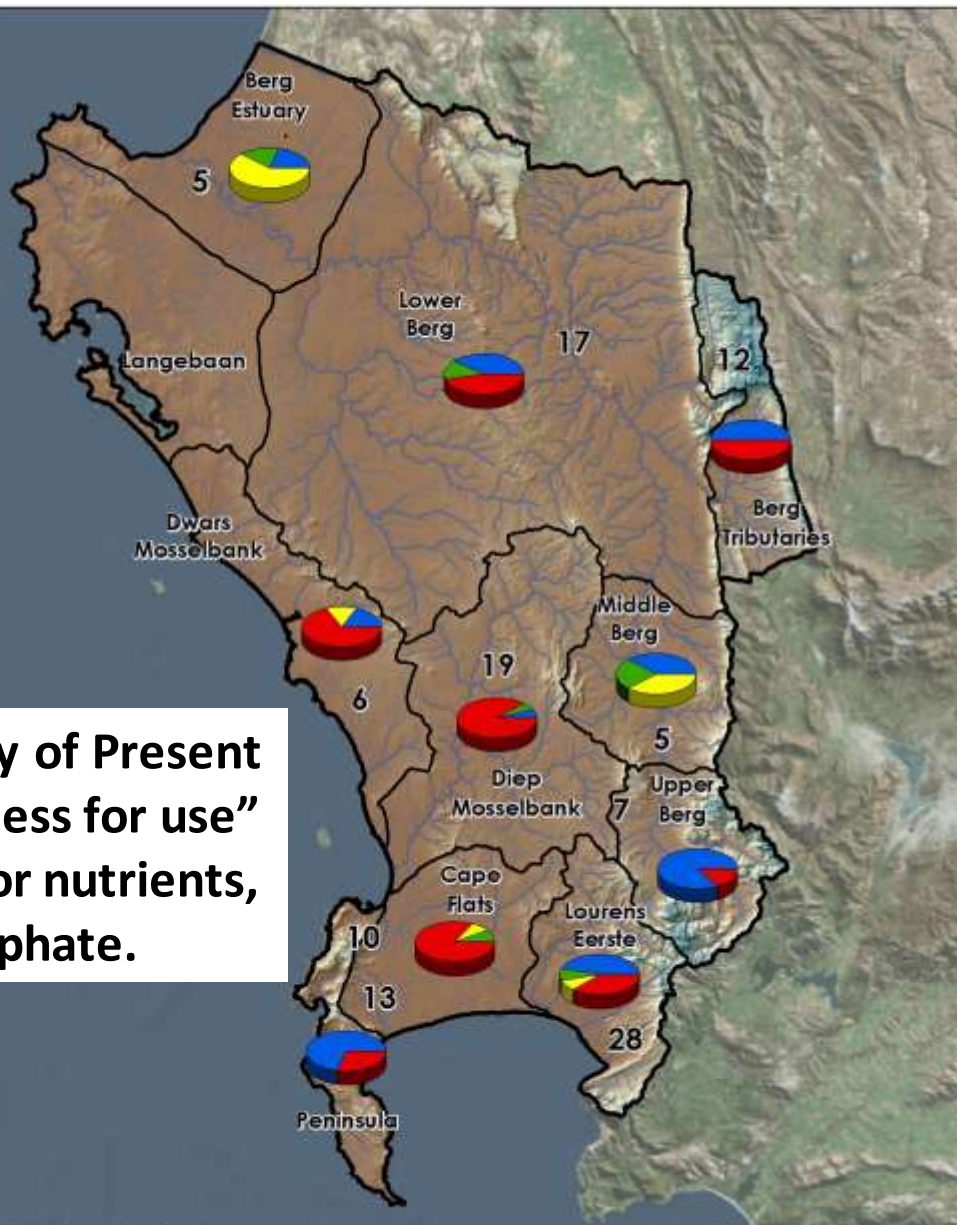 Berg
Estuary
5
Lower
Berg
17
12
Langebaan
Berg
Tributaries
Dwars
Mosselbank
Middle
Berg
19
6
5
Diep
Mosselbank
7
Upper
Berg
y of Present
ess for use”
or nutrients,
phate.
Cape
Flats
Lourens
Eerste
10
13
28
Peninsula